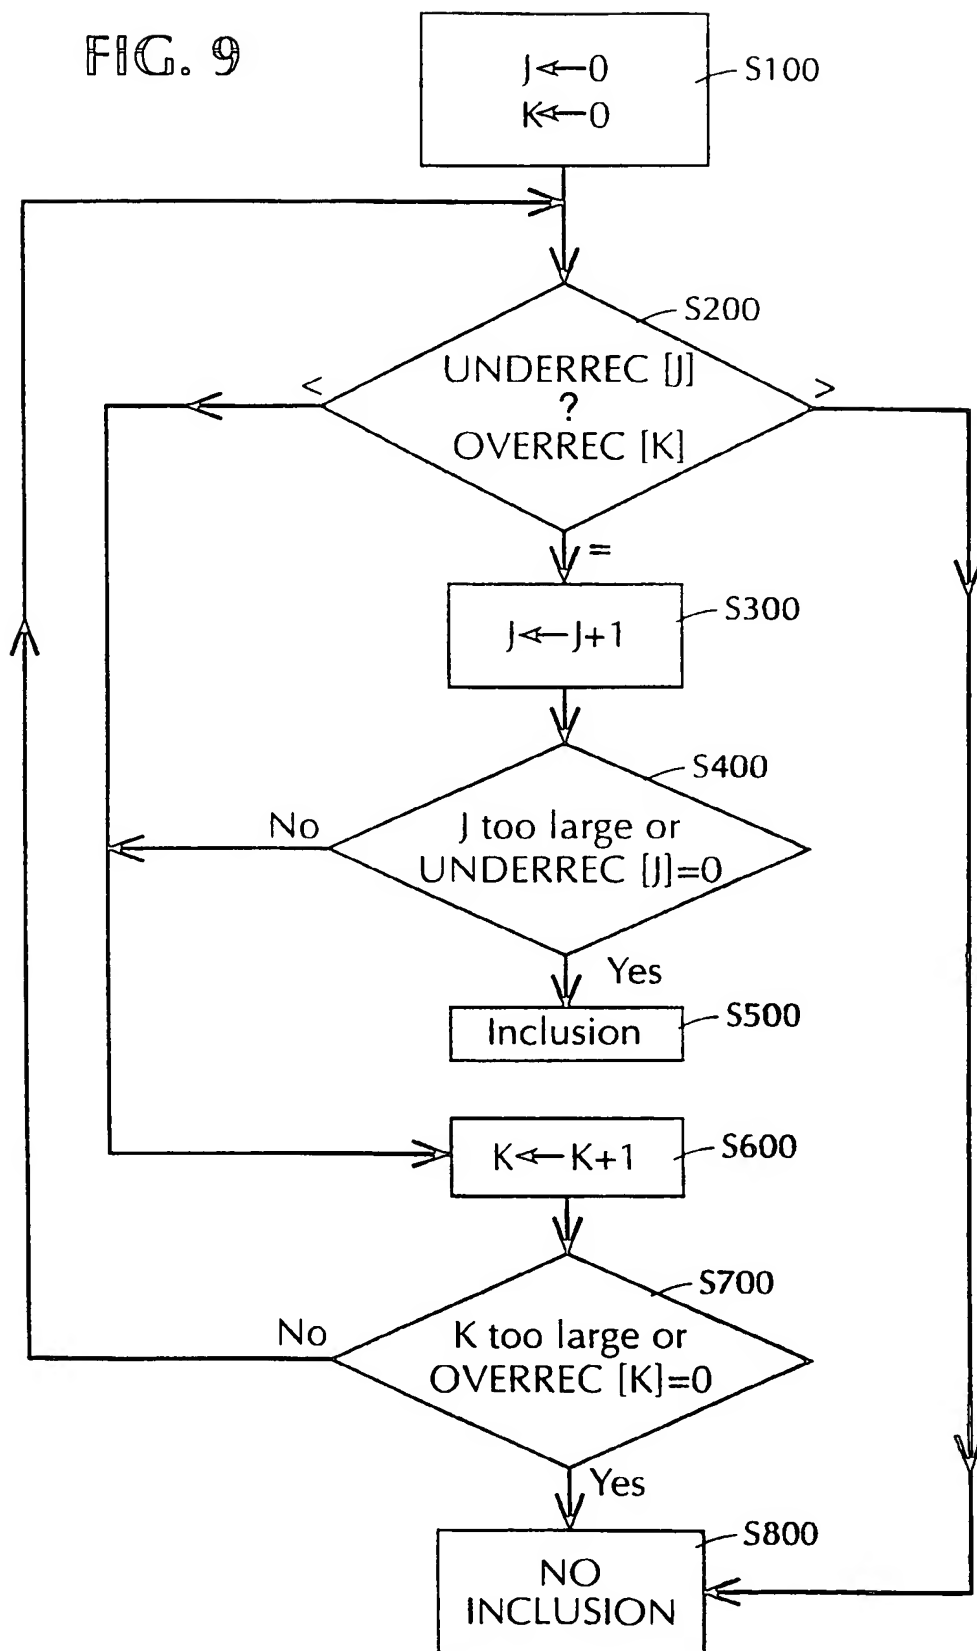 FIG. 9
J←0
K←0
S100
S200
<
UNDERREC [J]
?
OVERREC [K]
>
=
S300
J←J+1
S400
No
J too large or
UNDERREC [J]=0
Yes
Inclusion
S500
K←K+1
S600
S700
No
K too large or
OVERREC [K]=0
Yes
S800
NO
INCLUSION